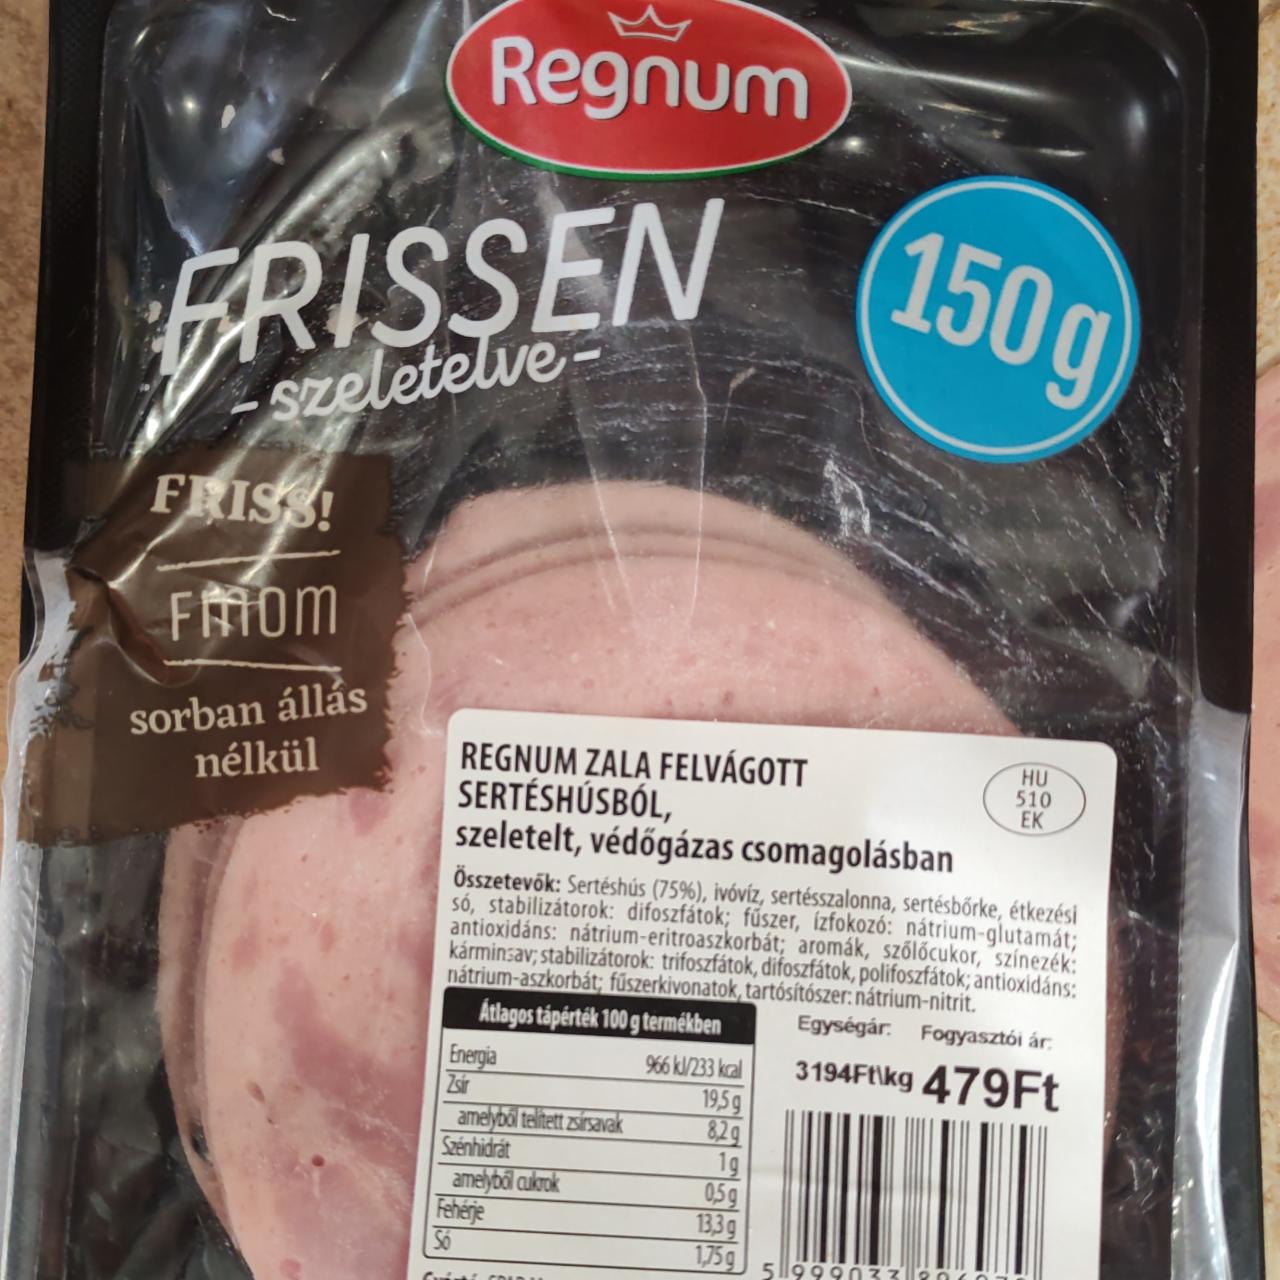 Regnum
FRISSEN
-szeletelve-
150g
FRISS!
FINOM
sorban állás
nélkül
REGNUM ZALA FELVÁGOTT
SERTÉSHÚSBÓL,
szeletelt, védőgázas csomagolásban
HU
510
EK
Összetevők: Sertéshús (75%), ivóvíz, sertésszalonna, sertésbőrke, étkezési
só, stabilizátorok: difoszfátok; fűszer, ízfokozó: nátrium-glutamát;
antioxidáns: nátrium-eritroaszkorbát; aromák, szőlőcukor, színezék:
kárminsav; stabilizátorok: trifoszfátok, difoszfátok, polifoszfátok; antioxidáns:
nátrium-aszkorbát; fűszerkivonatok, tartósítószer: nátrium-nitrit.
Átlagos tápérték 100 g termékben
Energia 966 kJ/233 kcal
Zsír 19,5 g
amelyből telített zsírsavak 8,2 g
Szénhidrát 1 g
amelyből cukrok 0,5 g
Fehérje 13,3 g
Só 1,75 g
Egységár: Fogyasztói ár:
3194Ft\kg 479Ft